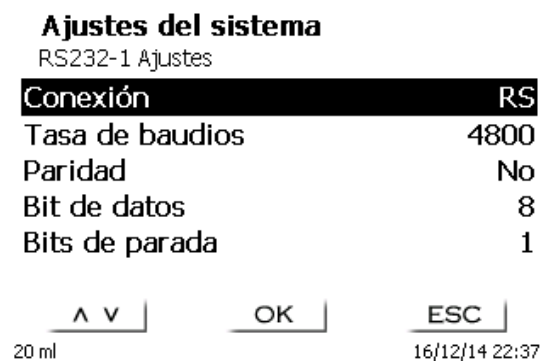 Ajustes del sistema
RS232-1 Ajustes
Conexión RS
Tasa de baudios 4800
Paridad No
Bit de datos 8
Bits de parada 1
∧ ∨ OK ESC
20 ml 16/12/14 22:37